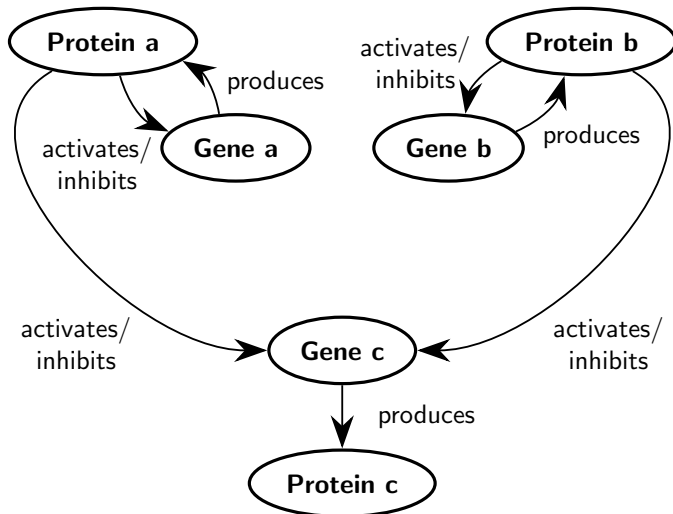 Protein a
activates/
inhibits
Protein b
produces
activates/
inhibits
Gene a
Gene b
produces
activates/
inhibits
Gene c
activates/
inhibits
produces
Protein c